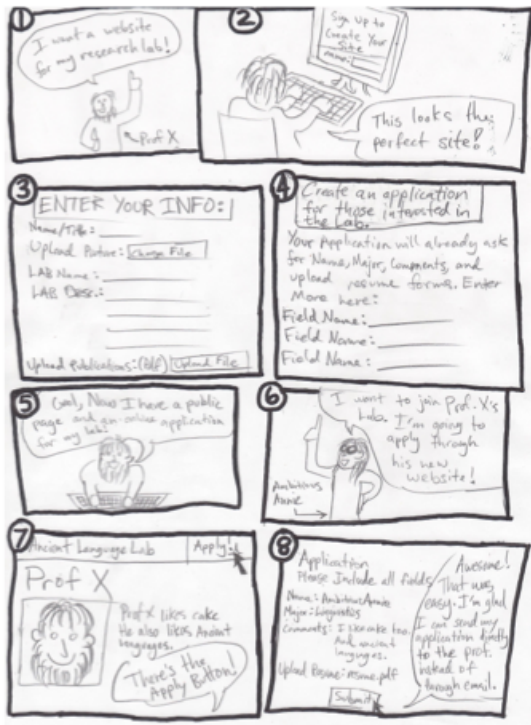 1
I want a website
for my research lab!
Prof X
2
Sign up to
Create Your
Site
name:
This looks the
perfect site!
3
ENTER YOUR INFO:
Name/Title:
Upload Picture: Change File
LAB Name:
LAB Desc.:
Upload Publications: (Pdf) Upload File
4
Create an application
for those interested in
the Lab.
Your Application will already ask
for Name, Major, Comments, and
upload resume forms. Enter
More here:
Field Name:
Field Name:
Field Name:
5
Cool, Now I have a public
page and an online application
for my lab!
6
I want to join Prof. X's
Lab. I'm going to
apply through
his new
website!
Ambitious
Annie
7
Ancient Language Lab
Apply!
Prof X
Prof X likes cake
He also likes Ancient
languages.
There's the
Apply Button!
8
Application
Please Include all fields
Name: Ambitious Annie
Major: Linguistics
Comments: I like cake too.
And ancient
languages.
Upload Resume: resume.pdf
Submit
Awesome!
That was
easy. I'm glad
I can send my
application directly
to the prof.
instead of
through email.